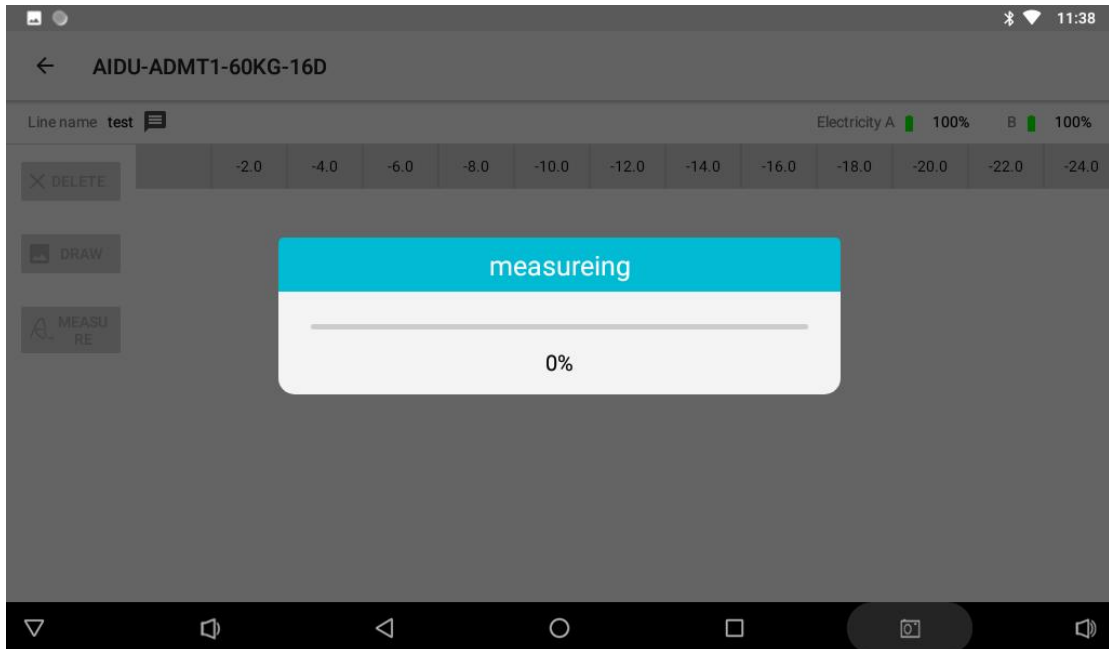 11:38
AIDU-ADMT1-60KG-16D
Line name test Electricity A 100% B 100%
DELETE -2.0 -4.0 -6.0 -8.0 -10.0 -12.0 -14.0 -16.0 -18.0 -20.0 -22.0 -24.0
DRAW
measureing
MEASU
RE
0%